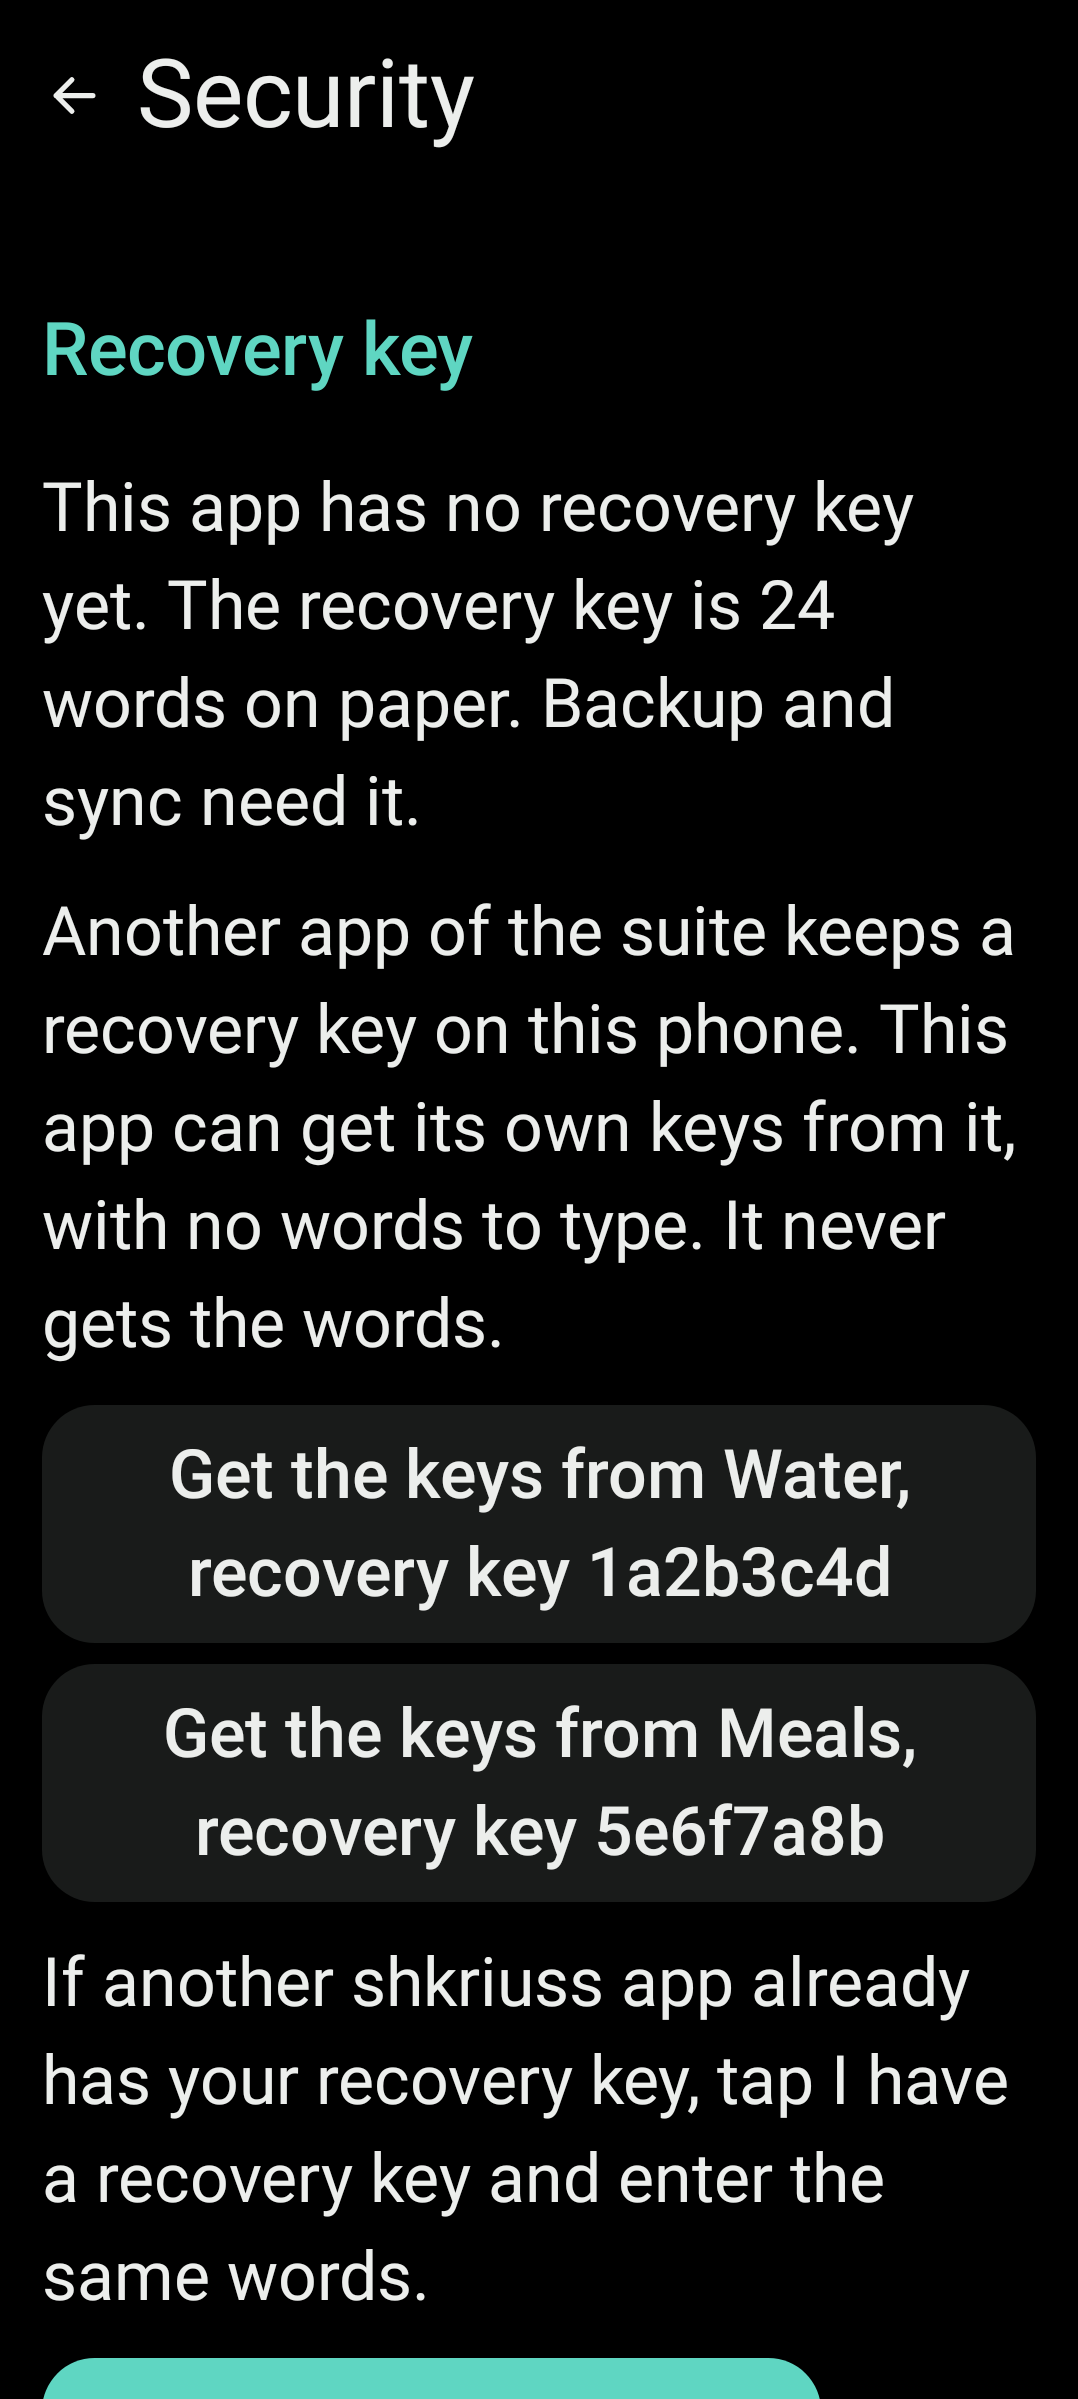 Security
Recovery key
This app has no recovery key
yet. The recovery key is 24
words on paper. Backup and
sync need it.
Another app of the suite keeps a
recovery key on this phone. This
app can get its own keys from it,
with no words to type. It never
gets the words.
Get the keys from Water,
recovery key 1a2b3c4d
Get the keys from Meals,
recovery key 5e6f7a8b
If another shkriuss app already
has your recovery key, tap I have
a recovery key and enter the
same words.